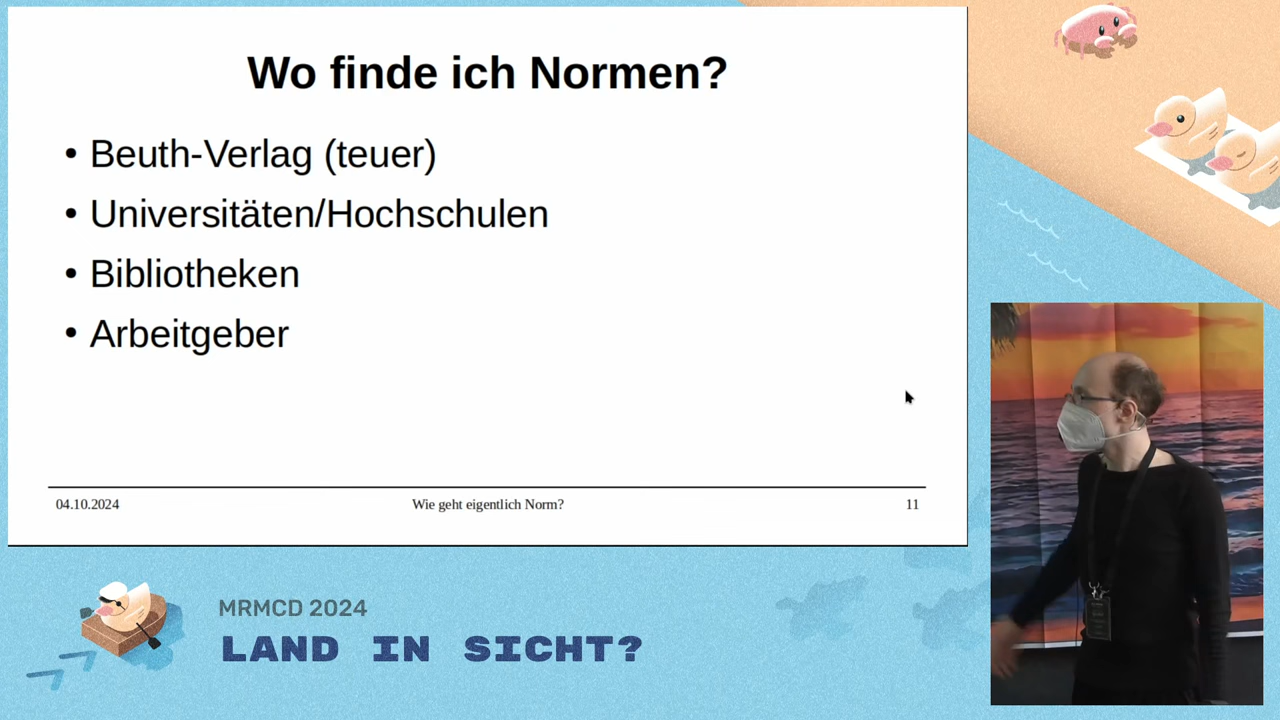 Wo finde ich Normen?
• Beuth-Verlag (teuer)
• Universitäten/Hochschulen
• Bibliotheken
• Arbeitgeber
04.10.2024 Wie geht eigentlich Norm? 11
MRMCD 2024
LAND IN SICHT?